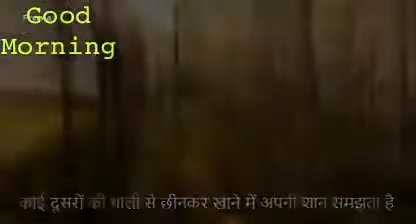 Good
Morning
कोई दूसरों की थाली से छीनकर खाने में अपनी शान समझता है